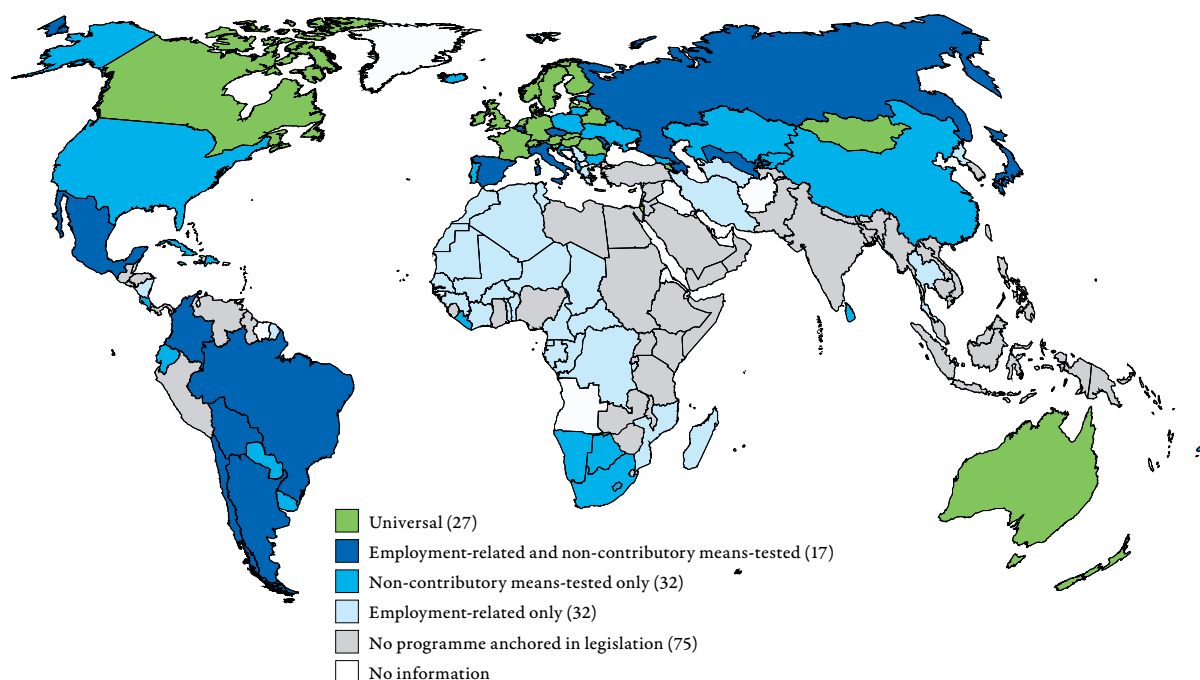 Universal (27)
Employment-related and non-contributory means-tested (17)
Non-contributory means-tested only (32)
Employment-related only (32)
No programme anchored in legislation (75)
No information